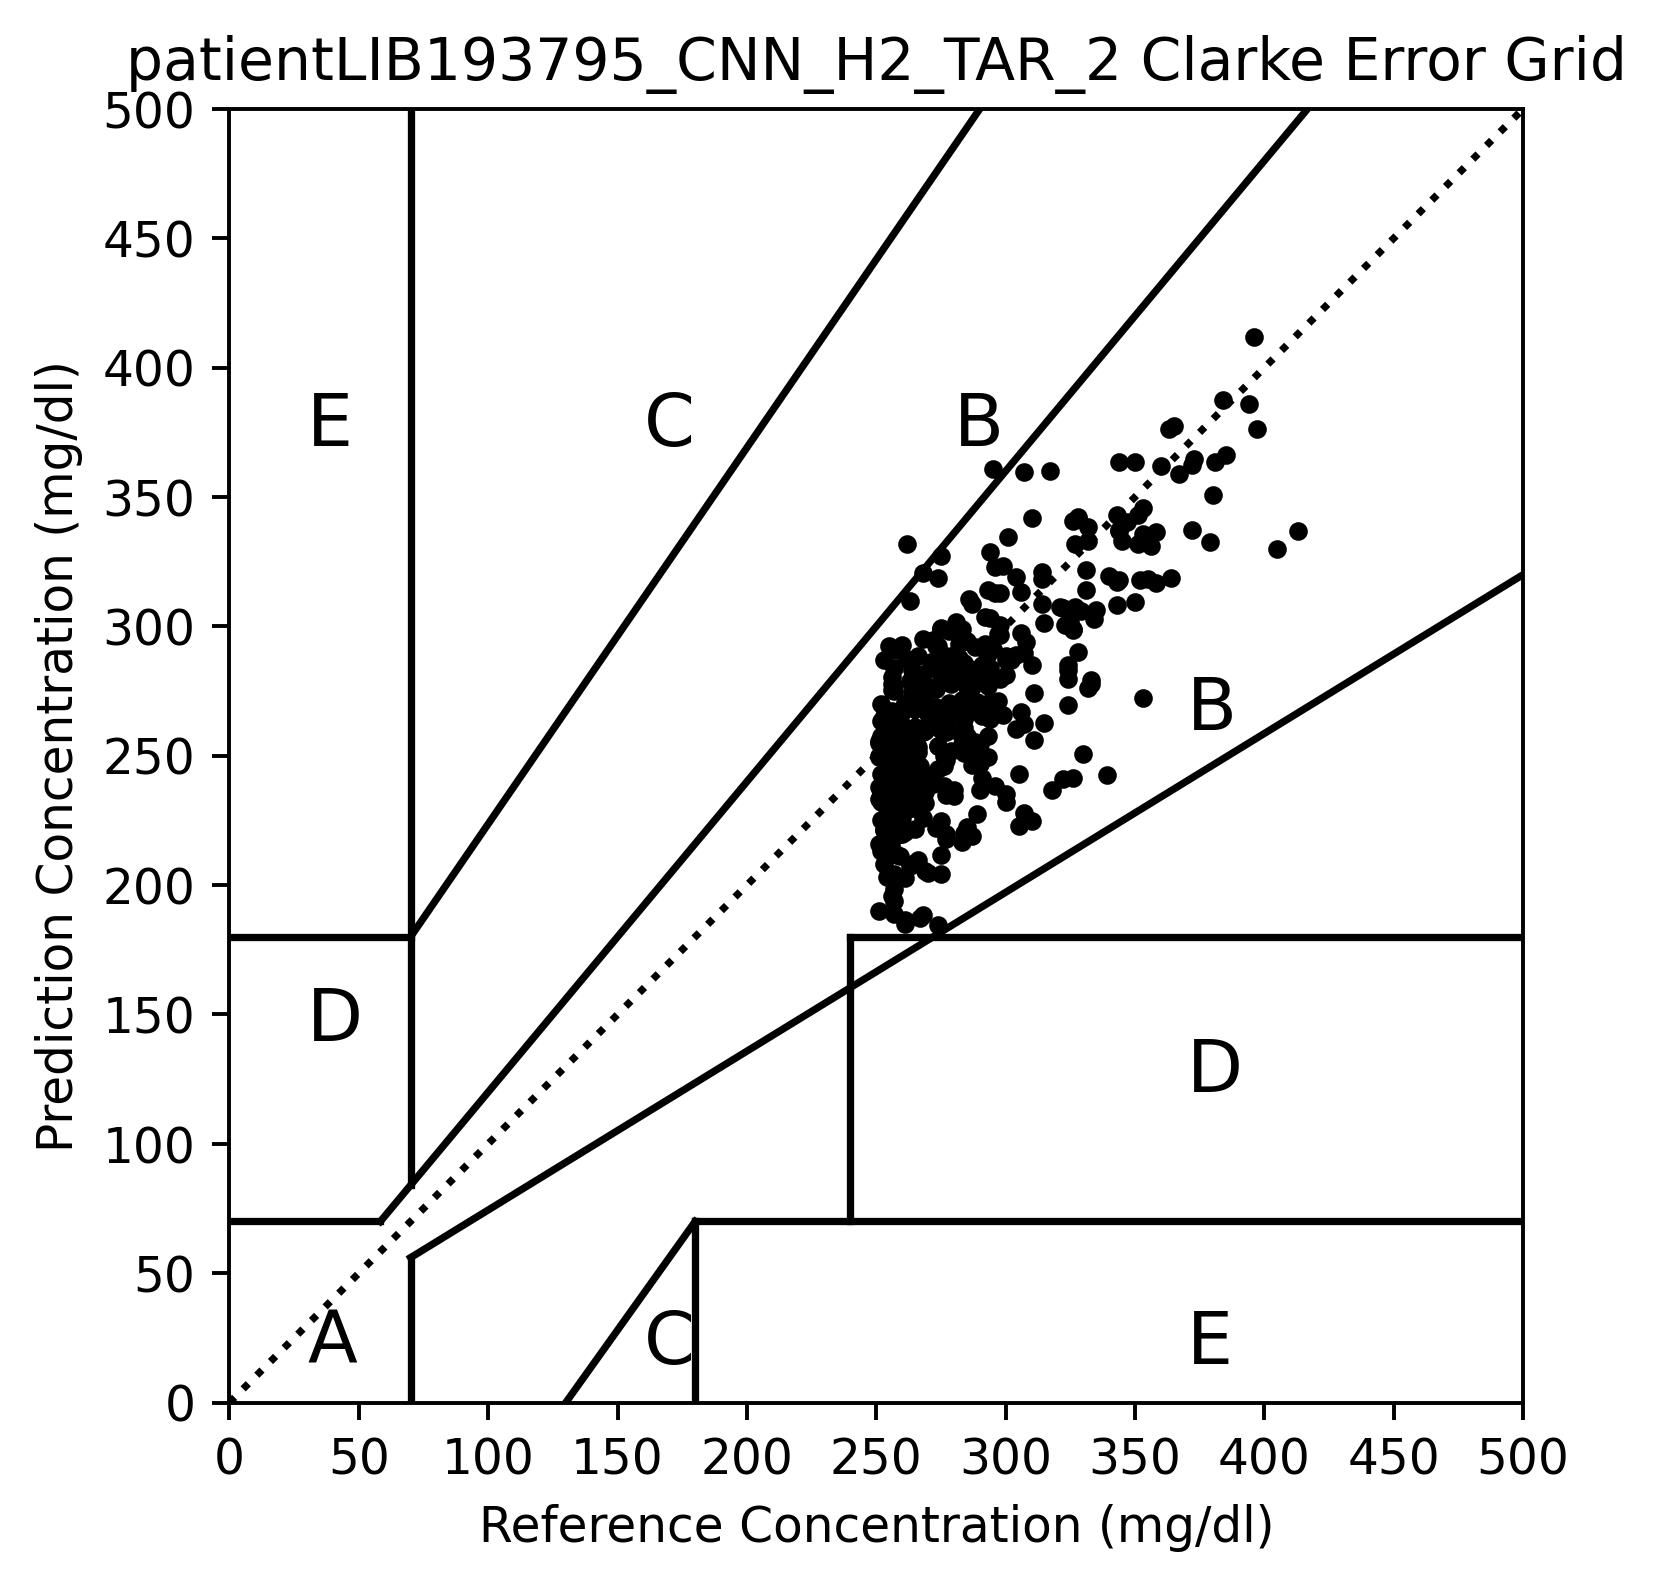 patientLIB193795_CNN_H2_TAR_2 Clarke Error Grid
Prediction Concentration (mg/dl)
500
450
400
350
300
250
200
150
100
50
0
E
C
B
B
D
D
A
C
E
0 50 100 150 200 250 300 350 400 450 500
Reference Concentration (mg/dl)